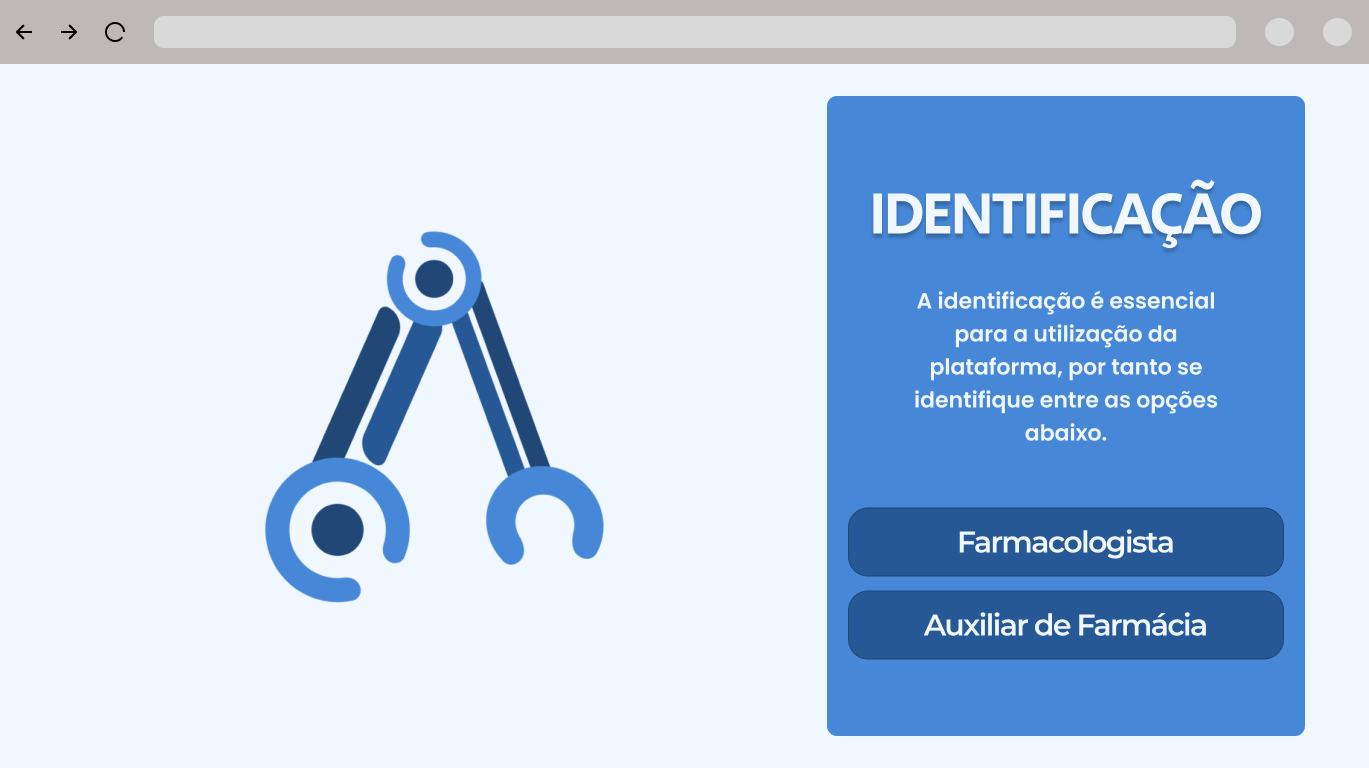 IDENTIFICAÇÃO
A identificação é essencial
para a utilização da
plataforma, por tanto se
identifique entre as opções
abaixo.
Farmacologista
Auxiliar de Farmácia